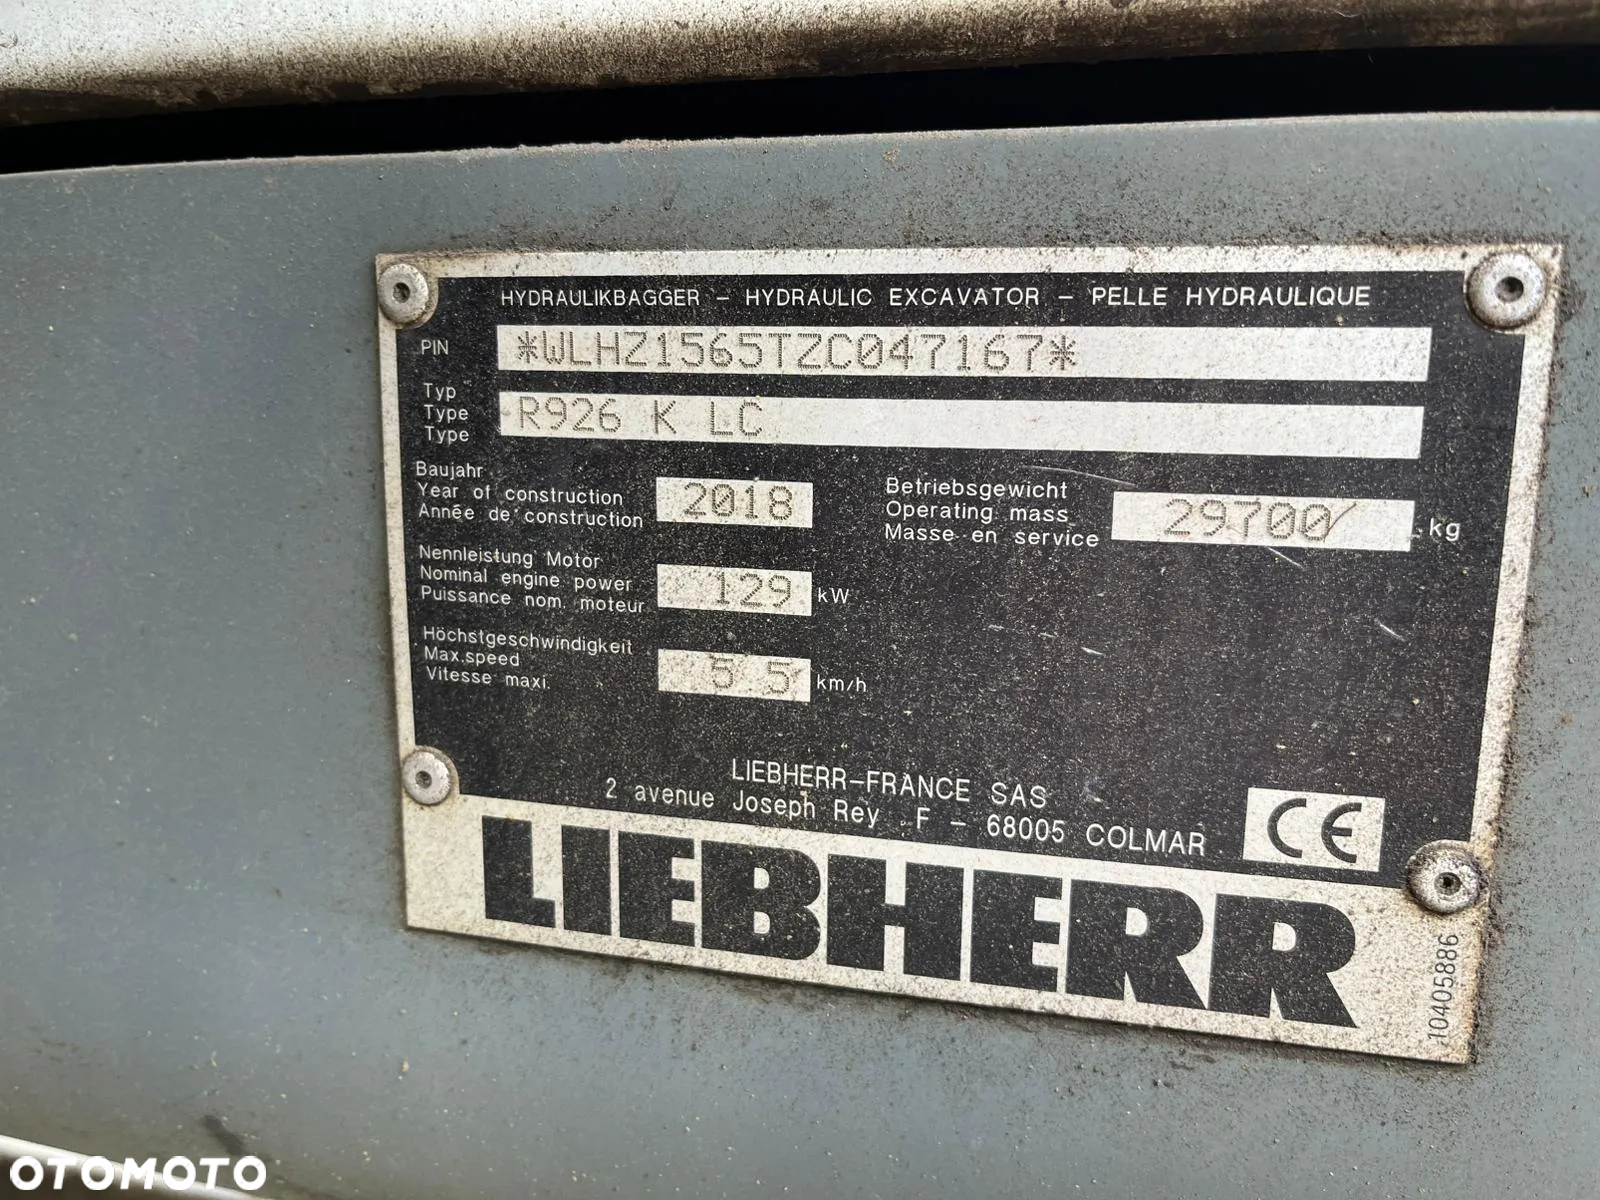 HYDRAULIKBAGGER – HYDRAULIC EXCAVATOR – PELLE HYDRAULIQUE
PIN *WLHZ1565TZC047167*
Typ
Type R926 K LC
Type
Baujahr
Year of construction 2018
Année de construction
Betriebsgewicht
Operating mass 29700 kg
Masse en service
Nennleistung Motor
Nominal engine power 129 kW
Puissance nom. moteur
Höchstgeschwindigkeit
Max.speed 5 5 km/h
Vitesse maxi.
LIEBHERR–FRANCE SAS
2 avenue Joseph Rey F – 68005 COLMAR
CE
LIEBHERR
10405886
OTOMOTO